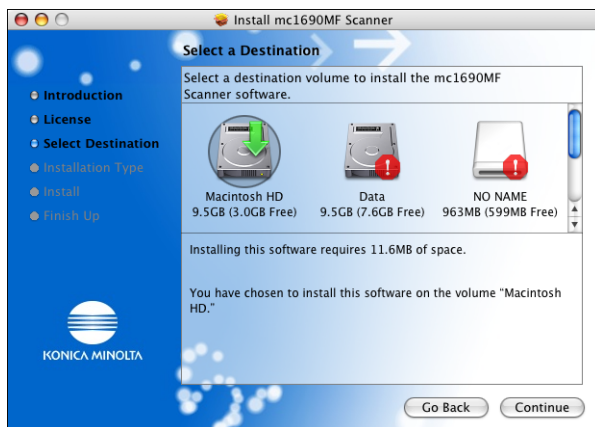 Install mc1690MF Scanner
Select a Destination
Introduction
License
Select Destination
Installation Type
Install
Finish Up
Select a destination volume to install the mc1690MF
Scanner software.
Macintosh HD
9.5GB (3.0GB Free)
Data
9.5GB (7.6GB Free)
NO NAME
963MB (599MB Free)
Installing this software requires 11.6MB of space.
You have chosen to install this software on the volume “Macintosh
HD.”
KONICA MINOLTA
Go Back
Continue